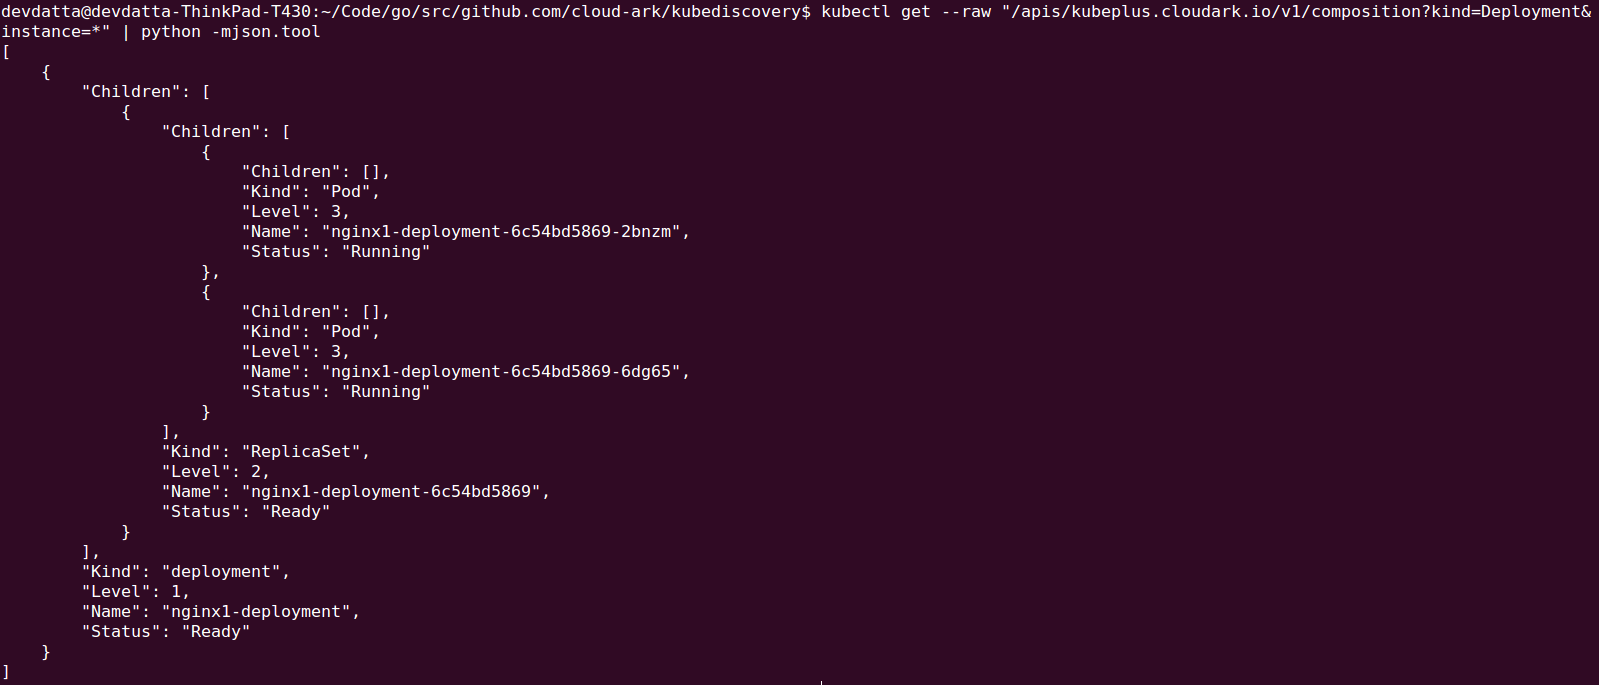 devdatta@devdatta-ThinkPad-T430:~/Code/go/src/github.com/cloud-ark/kubediscovery$ kubectl get --raw "/apis/kubeplus.cloudark.io/v1/composition?kind=Deployment&
instance=*" | python -mjson.tool
[
    {
        "Children": [
            {
                "Children": [
                    {
                        "Children": [],
                        "Kind": "Pod",
                        "Level": 3,
                        "Name": "nginx1-deployment-6c54bd5869-2bnzm",
                        "Status": "Running"
                    },
                    {
                        "Children": [],
                        "Kind": "Pod",
                        "Level": 3,
                        "Name": "nginx1-deployment-6c54bd5869-6dg65",
                        "Status": "Running"
                    }
                ],
                "Kind": "ReplicaSet",
                "Level": 2,
                "Name": "nginx1-deployment-6c54bd5869",
                "Status": "Ready"
            }
        ],
        "Kind": "deployment",
        "Level": 1,
        "Name": "nginx1-deployment",
        "Status": "Ready"
    }
]